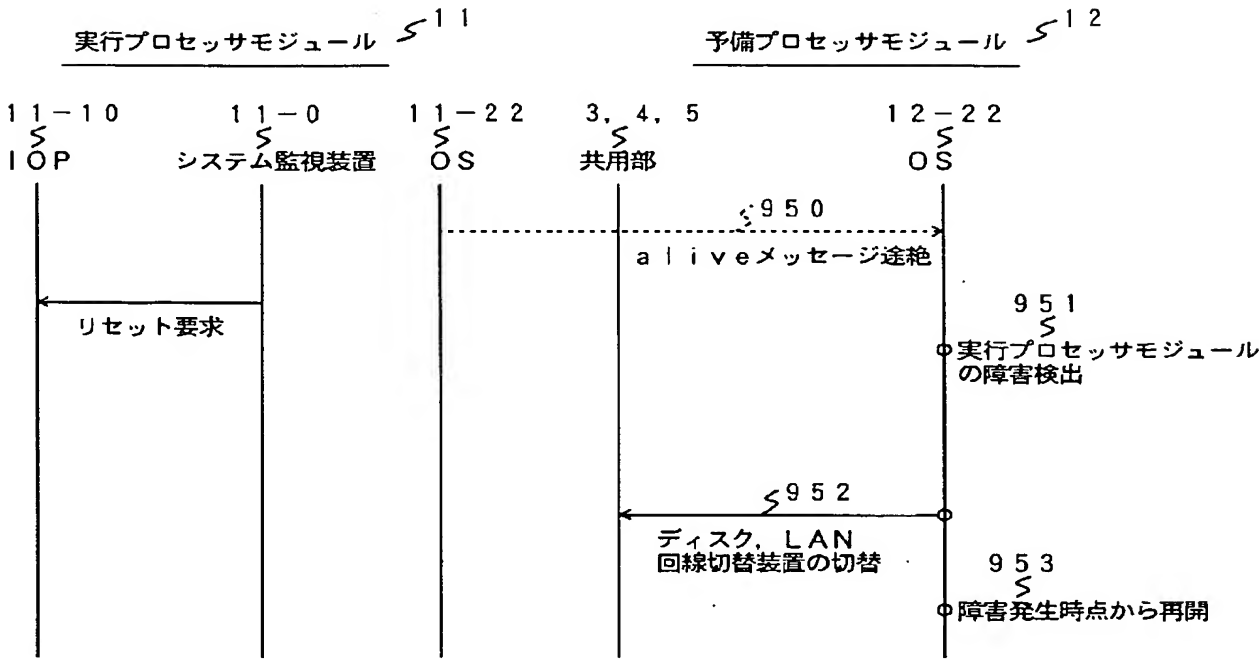 実行プロセッサモジュール 11
予備プロセッサモジュール 12
11-10
11-0
11-22
3, 4, 5
12-22
IOP
システム監視装置
OS
共用部
OS
950
aliveメッセージ途絶
リセット要求
951
実行プロセッサモジュール
の障害検出
952
ディスク, LAN
回線切替装置の切替
953
障害発生時点から再開